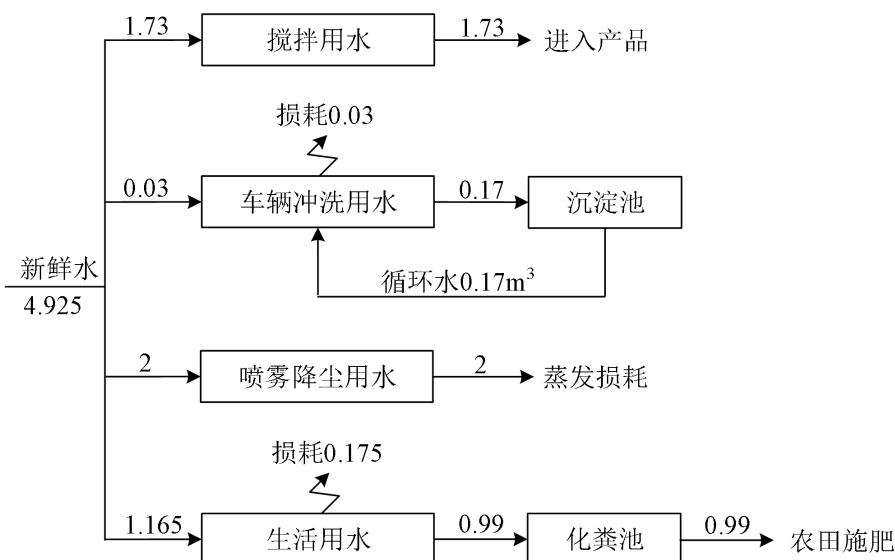 1.73
搅拌用水
1.73
进入产品
损耗0.03
0.03
车辆冲洗用水
0.17
沉淀池
循环水0.17m³
新鲜水
4.925
2
喷雾降尘用水
2
蒸发损耗
损耗0.175
1.165
生活用水
0.99
化粪池
0.99
农田施肥